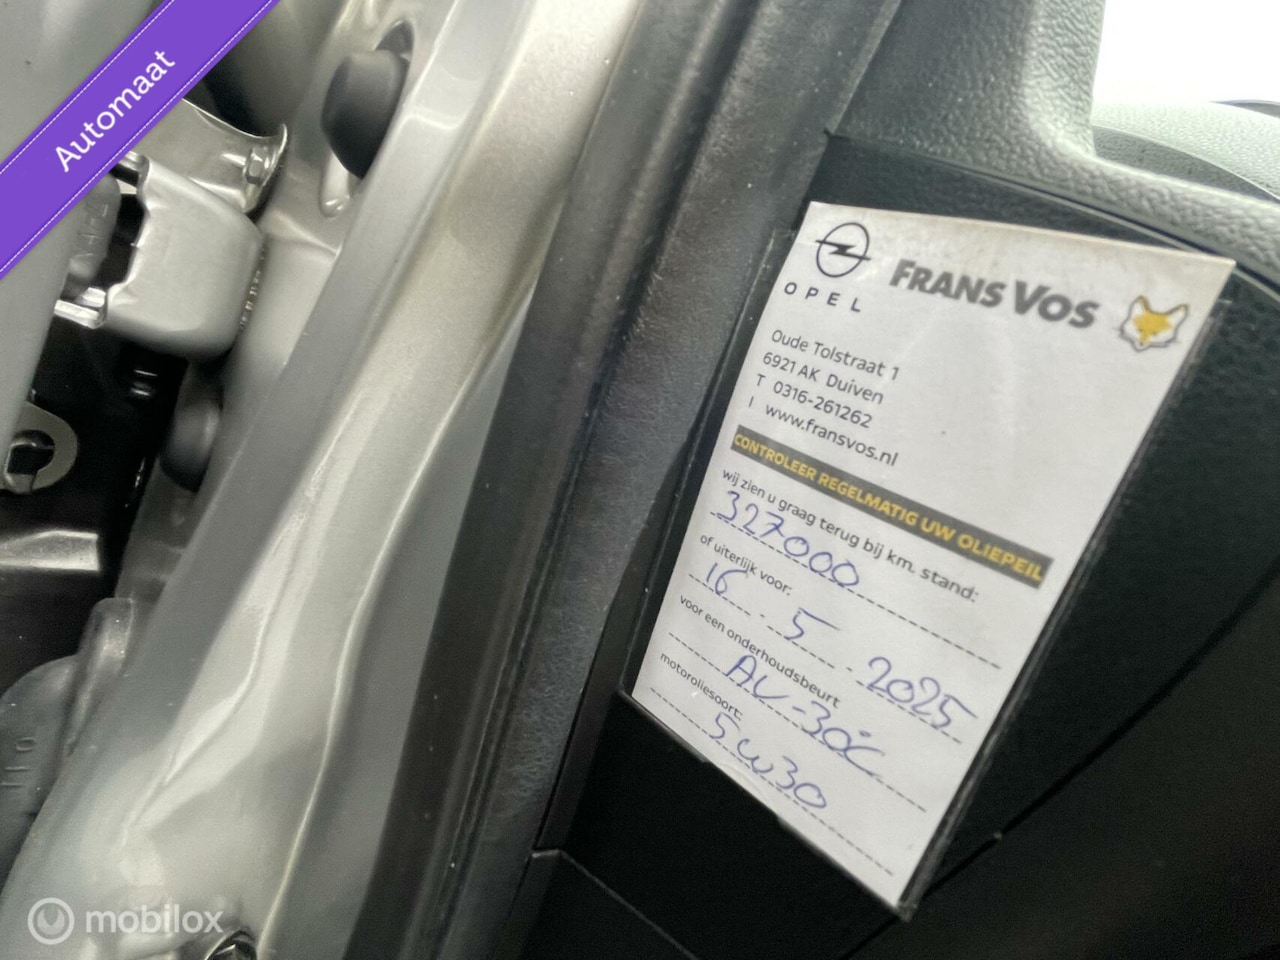 Automaat
OPEL
FRANS VOS
Oude Tolstraat 1
6921 AK Duiven
T 0316-261262
I www.fransvos.nl
CONTROLEER REGELMATIG UW OLIEPEIL
wij zien u graag terug bij km. stand:
327000
of uiterlijk voor:
16 - 5 - 2025
voor een onderhoudsbeurt
AV-30°C
motoroliesoort:
5w30
mobilox